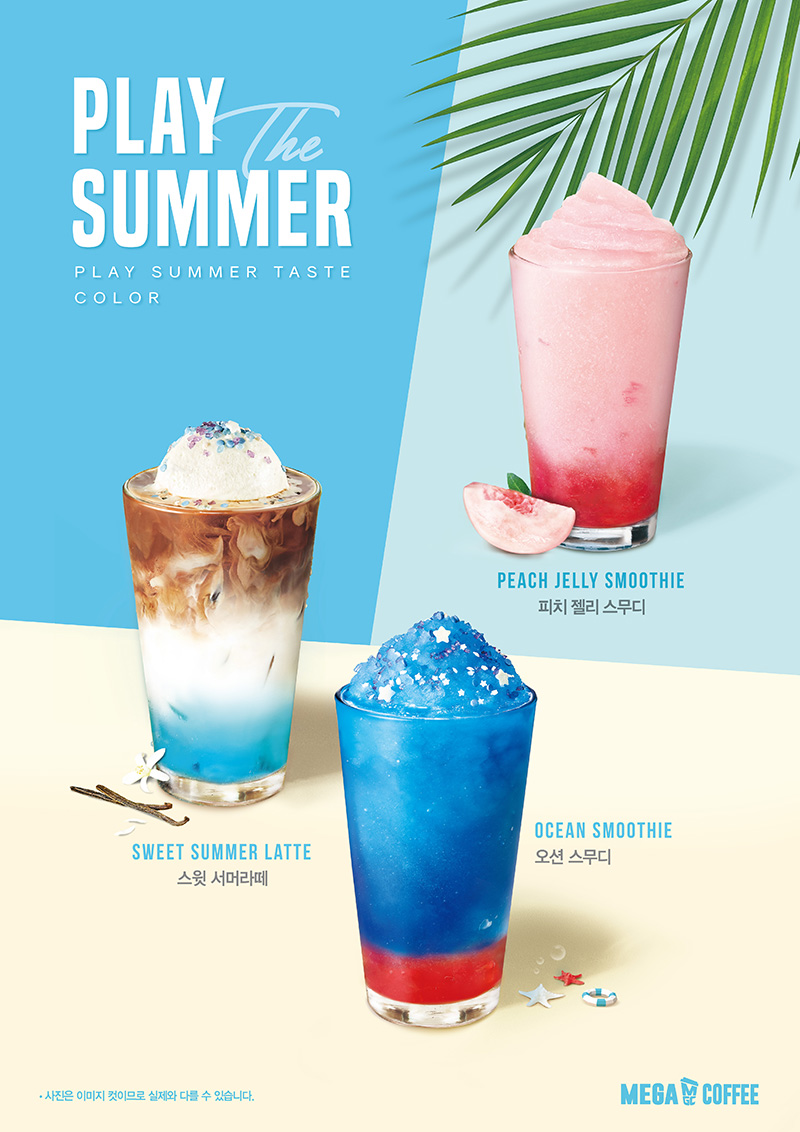 PLAY The
SUMMER
PLAY SUMMER TASTE
COLOR
PEACH JELLY SMOOTHIE
피치 젤리 스무디
SWEET SUMMER LATTE
스윗 서머라떼
OCEAN SMOOTHIE
오션 스무디
• 사진은 이미지 컷이므로 실제와 다를 수 있습니다.
MEGA MGC COFFEE